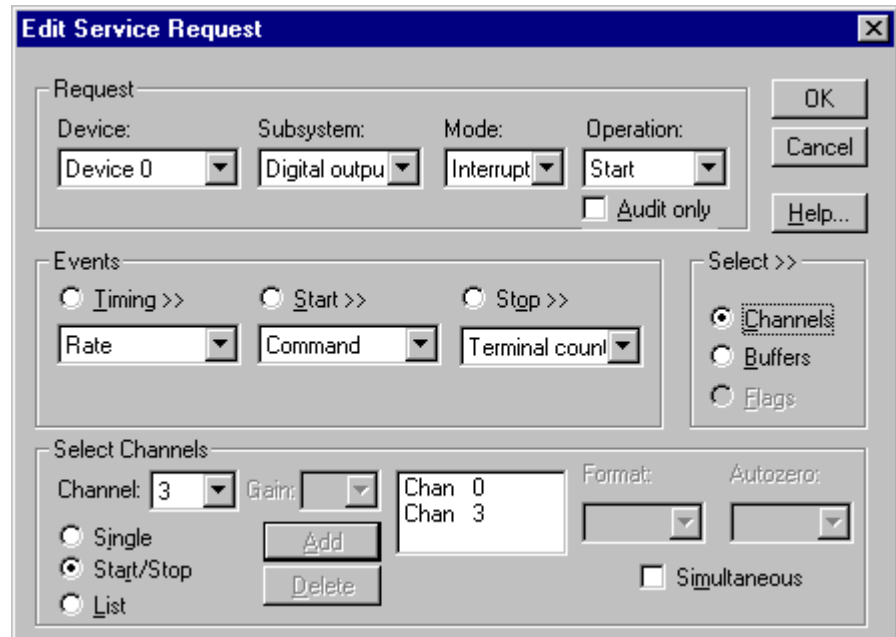 Edit Service Request
Request
OK
Device: Subsystem: Mode: Operation:
Cancel
Device 0 Digital outpu Interrupt Start
Audit only
Help...
Events
Select >>
Timing >> Start >> Stop >>
Channels
Rate Command Terminal count
Buffers
Flags
Select Channels
Channel: 3 Gain: Chan 0 Format: Autozero:
Chan 3
Single Add
Start/Stop Delete Simultaneous
List